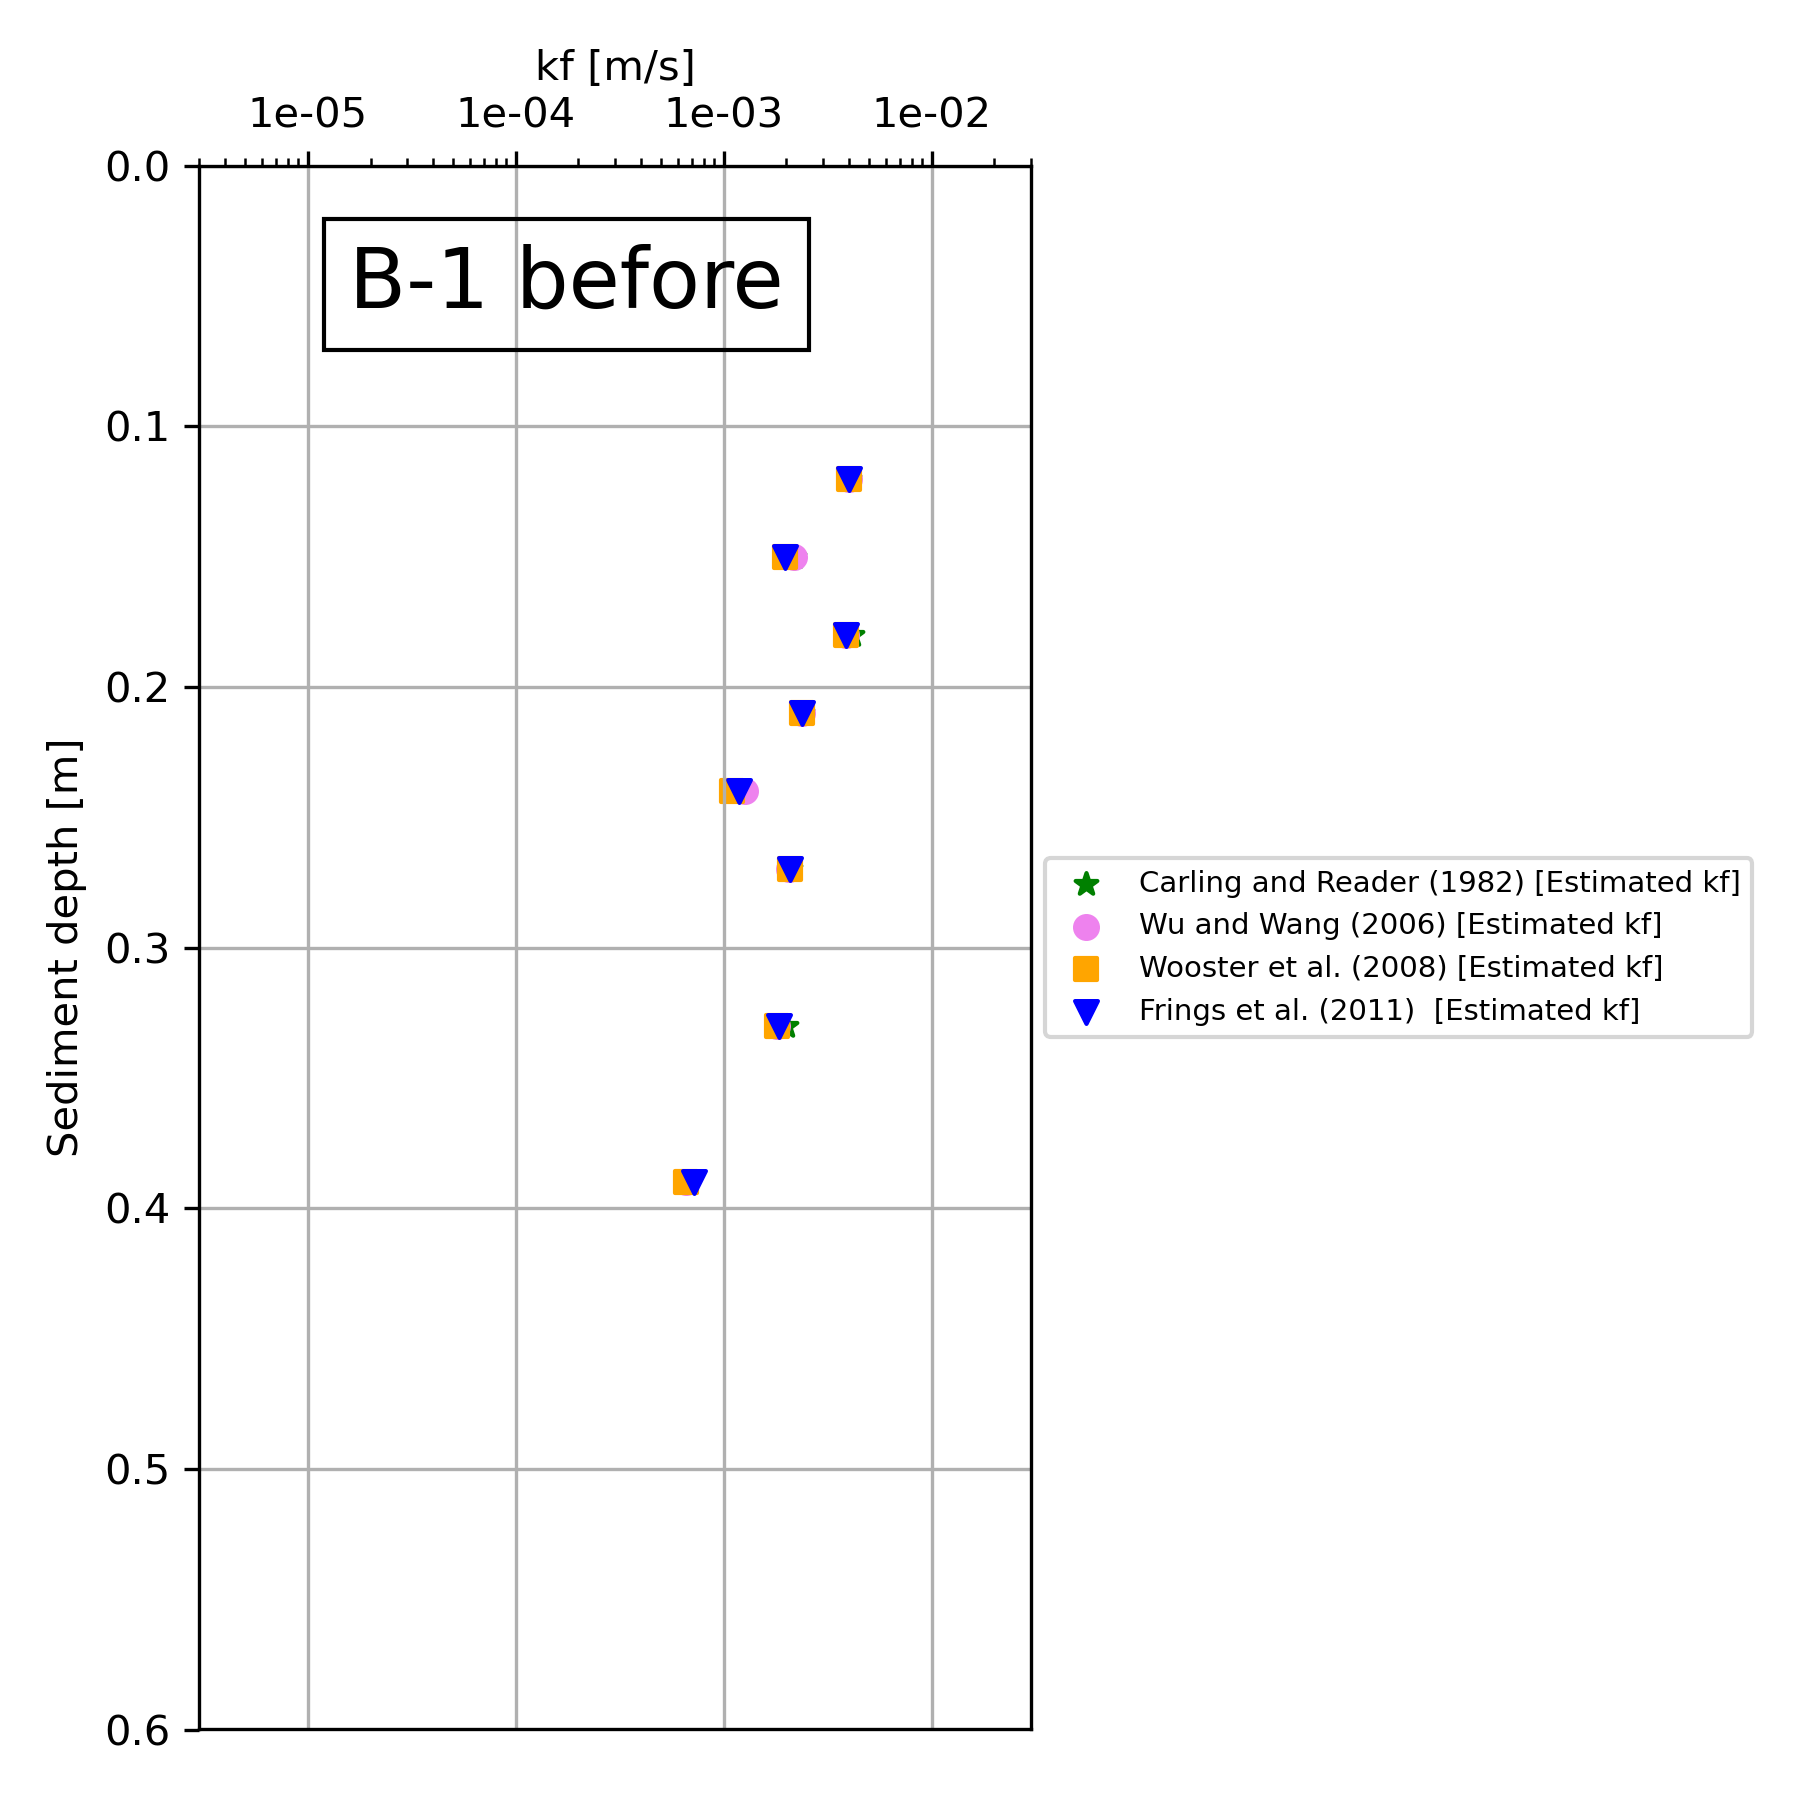 kf [m/s]
1e-05 1e-04 1e-03 1e-02
0.0
B-1 before
0.1
0.2
0.3
0.4
0.5
0.6
Sediment depth [m]
Carling and Reader (1982) [Estimated kf]
Wu and Wang (2006) [Estimated kf]
Wooster et al. (2008) [Estimated kf]
Frings et al. (2011)  [Estimated kf]